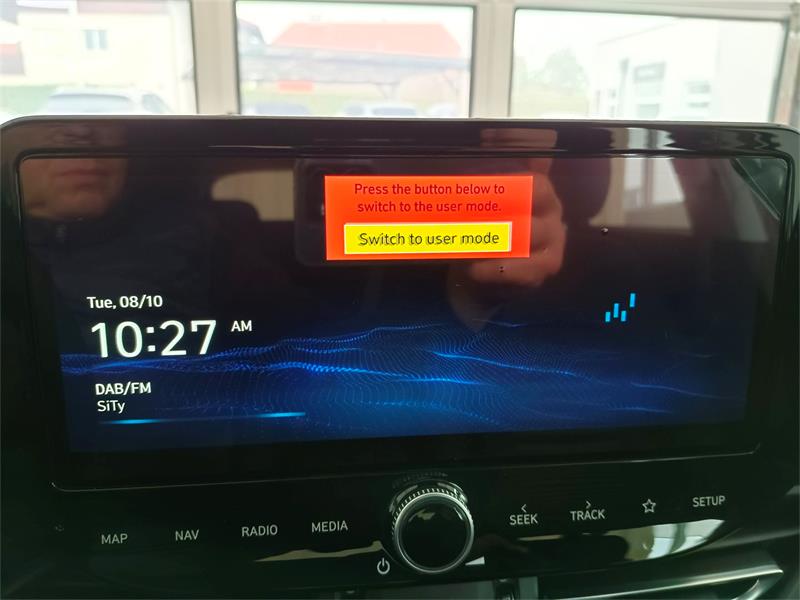 Press the button below to
switch to the user mode.
Switch to user mode
Tue, 08/10
10:27 AM
DAB/FM
SiTy
MAP
NAV
RADIO
MEDIA
SEEK
TRACK
SETUP